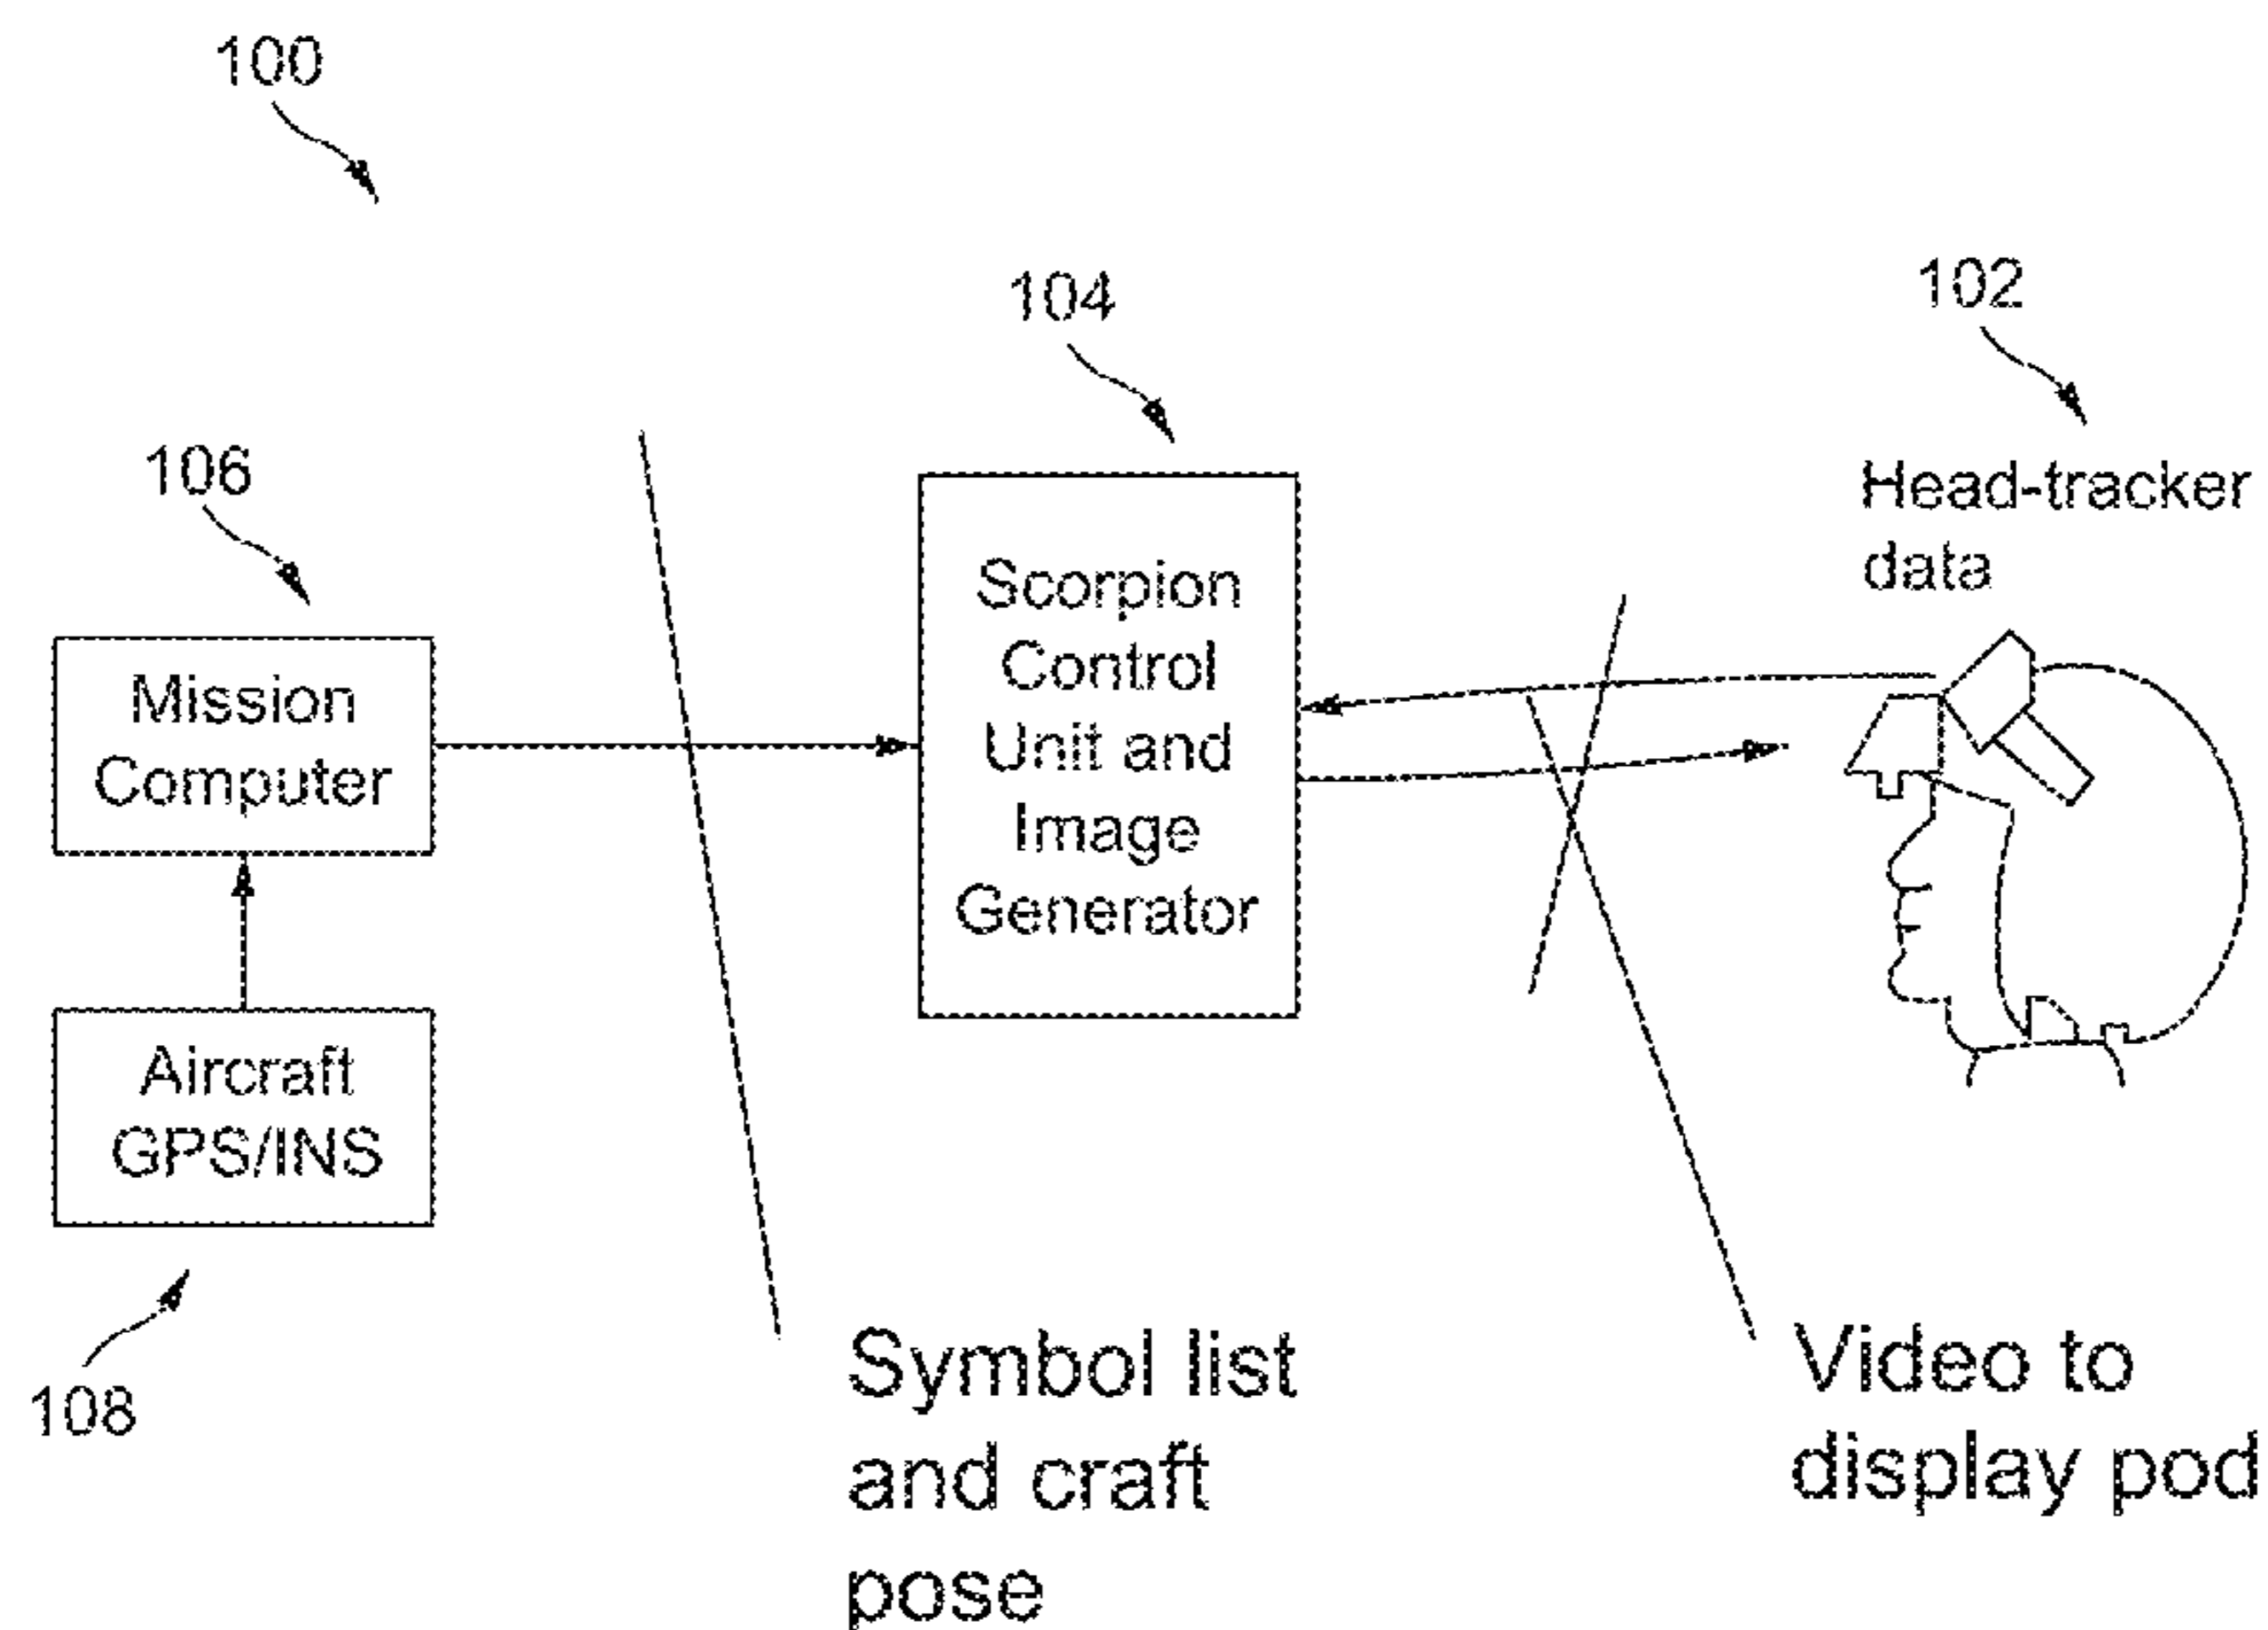 100
104
102
106
Head-tracker
data
Scorpion
Control
Unit and
Image
Generator
Mission
Computer
Aircraft
GPS/INS
108
Symbol list
and craft
pose
Video to
display pod